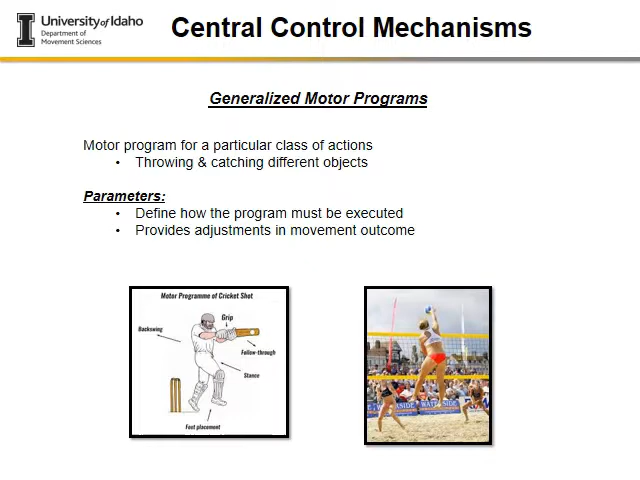 University of Idaho
Department of
Movement Sciences
Central Control Mechanisms
Generalized Motor Programs
Motor program for a particular class of actions
• Throwing & catching different objects
Parameters:
• Define how the program must be executed
• Provides adjustments in movement outcome
Motor Programme of Cricket Shot
Grip
Backswing
Follow-through
Stance
Foot placement